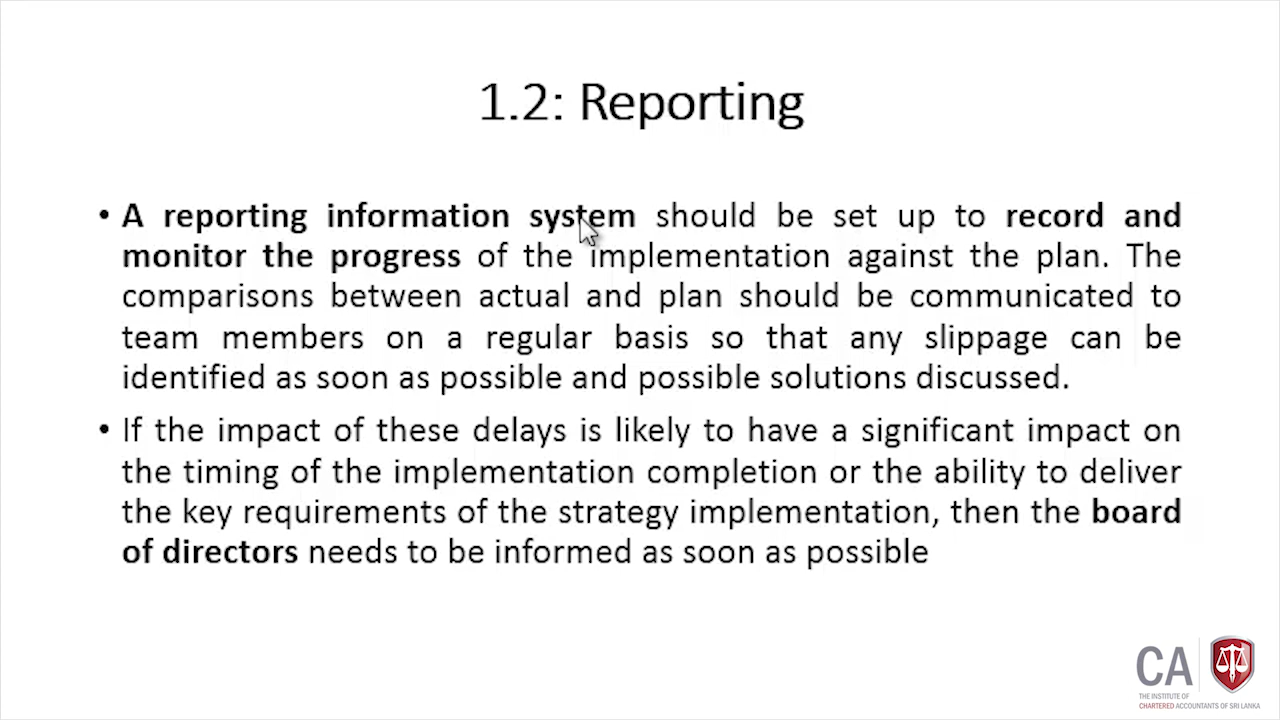 1.2: Reporting
• A reporting information system should be set up to record and
monitor the progress of the implementation against the plan. The
comparisons between actual and plan should be communicated to
team members on a regular basis so that any slippage can be
identified as soon as possible and possible solutions discussed.
• If the impact of these delays is likely to have a significant impact on
the timing of the implementation completion or the ability to deliver
the key requirements of the strategy implementation, then the board
of directors needs to be informed as soon as possible
CA
THE INSTITUTE OF
CHARTERED ACCOUNTANTS OF SRI LANKA